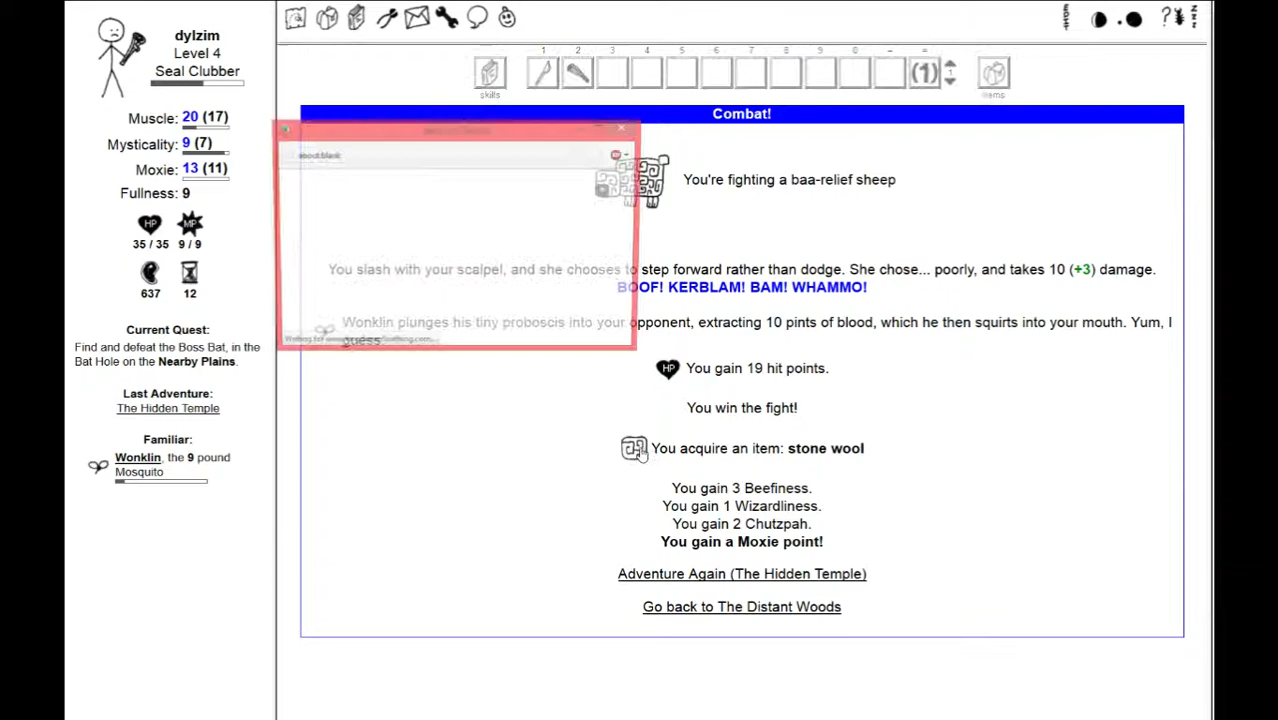 dylzim
Level 4
Seal Clubber
Muscle: 20 (17)
Mysticality: 9 (7)
Moxie: 13 (11)
Fullness: 9
HP MP
35 / 35 9 / 9
637 12
Current Quest:
Find and defeat the Boss Bat, in the
Bat Hole on the Nearby Plains.
Last Adventure:
The Hidden Temple
Familiar:
Wonklin, the 9 pound
Mosquito
1 2 3 4 5 6 7 8 9 0 - =
(1)
skills
items
Combat!
about:blank
You're fighting a baa-relief sheep
You slash with your scalpel, and she chooses to step forward rather than dodge. She chose... poorly, and takes 10 (+3) damage.
BOOF! KERBLAM! BAM! WHAMMO!
Wonklin plunges his tiny proboscis into your opponent, extracting 10 pints of blood, which he then squirts into your mouth. Yum, I
guess.
Waiting for
HP You gain 19 hit points.
You win the fight!
You acquire an item: stone wool
You gain 3 Beefiness.
You gain 1 Wizardliness.
You gain 2 Chutzpah.
You gain a Moxie point!
Adventure Again (The Hidden Temple)
Go back to The Distant Woods